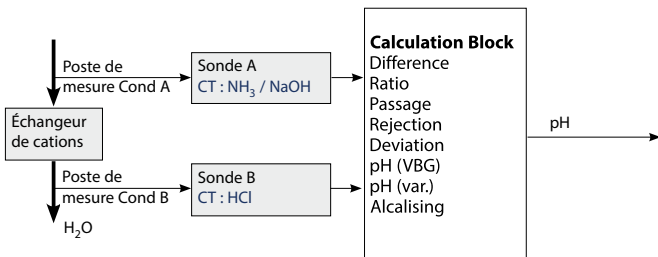 Poste de
mesure Cond A
Sonde A
CT : NH₃ / NaOH
Échangeur
de cations
Poste de
mesure Cond B
Sonde B
CT : HCl
H₂O
Calculation Block
Difference
Ratio
Passage
Rejection
Deviation
pH (VBG)
pH (var.)
Alcalising
pH